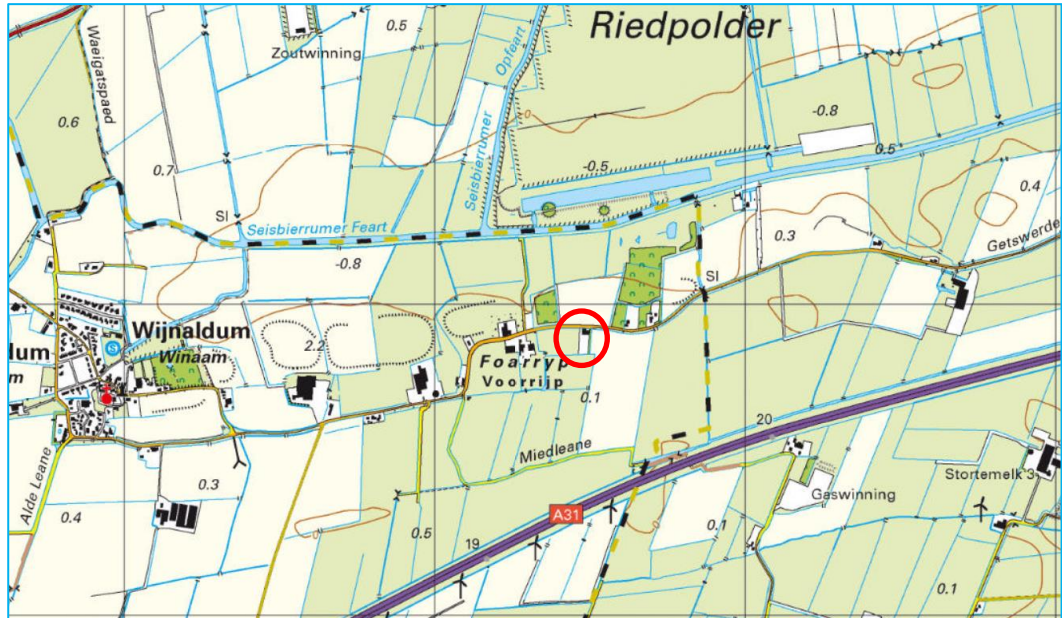 Riedpolder
0.5
Zoutwinning
Waeigatspaed
Opfeart
Seisbierrumer
0.6
0.7
-0.8
-0.5
0.5
0.4
Sl
Seisbierrumer Feart
-0.8
0.3
Getswerde
Sl
Wijnaldum
Winaam
S
dum
m
2.2
Foarryp
Voorrijp
0.1
20
Miedleane
Alde Leane
0.3
0.4
0.5
A31
19
Gaswinning
Stortemelk 3
0.1
0.1